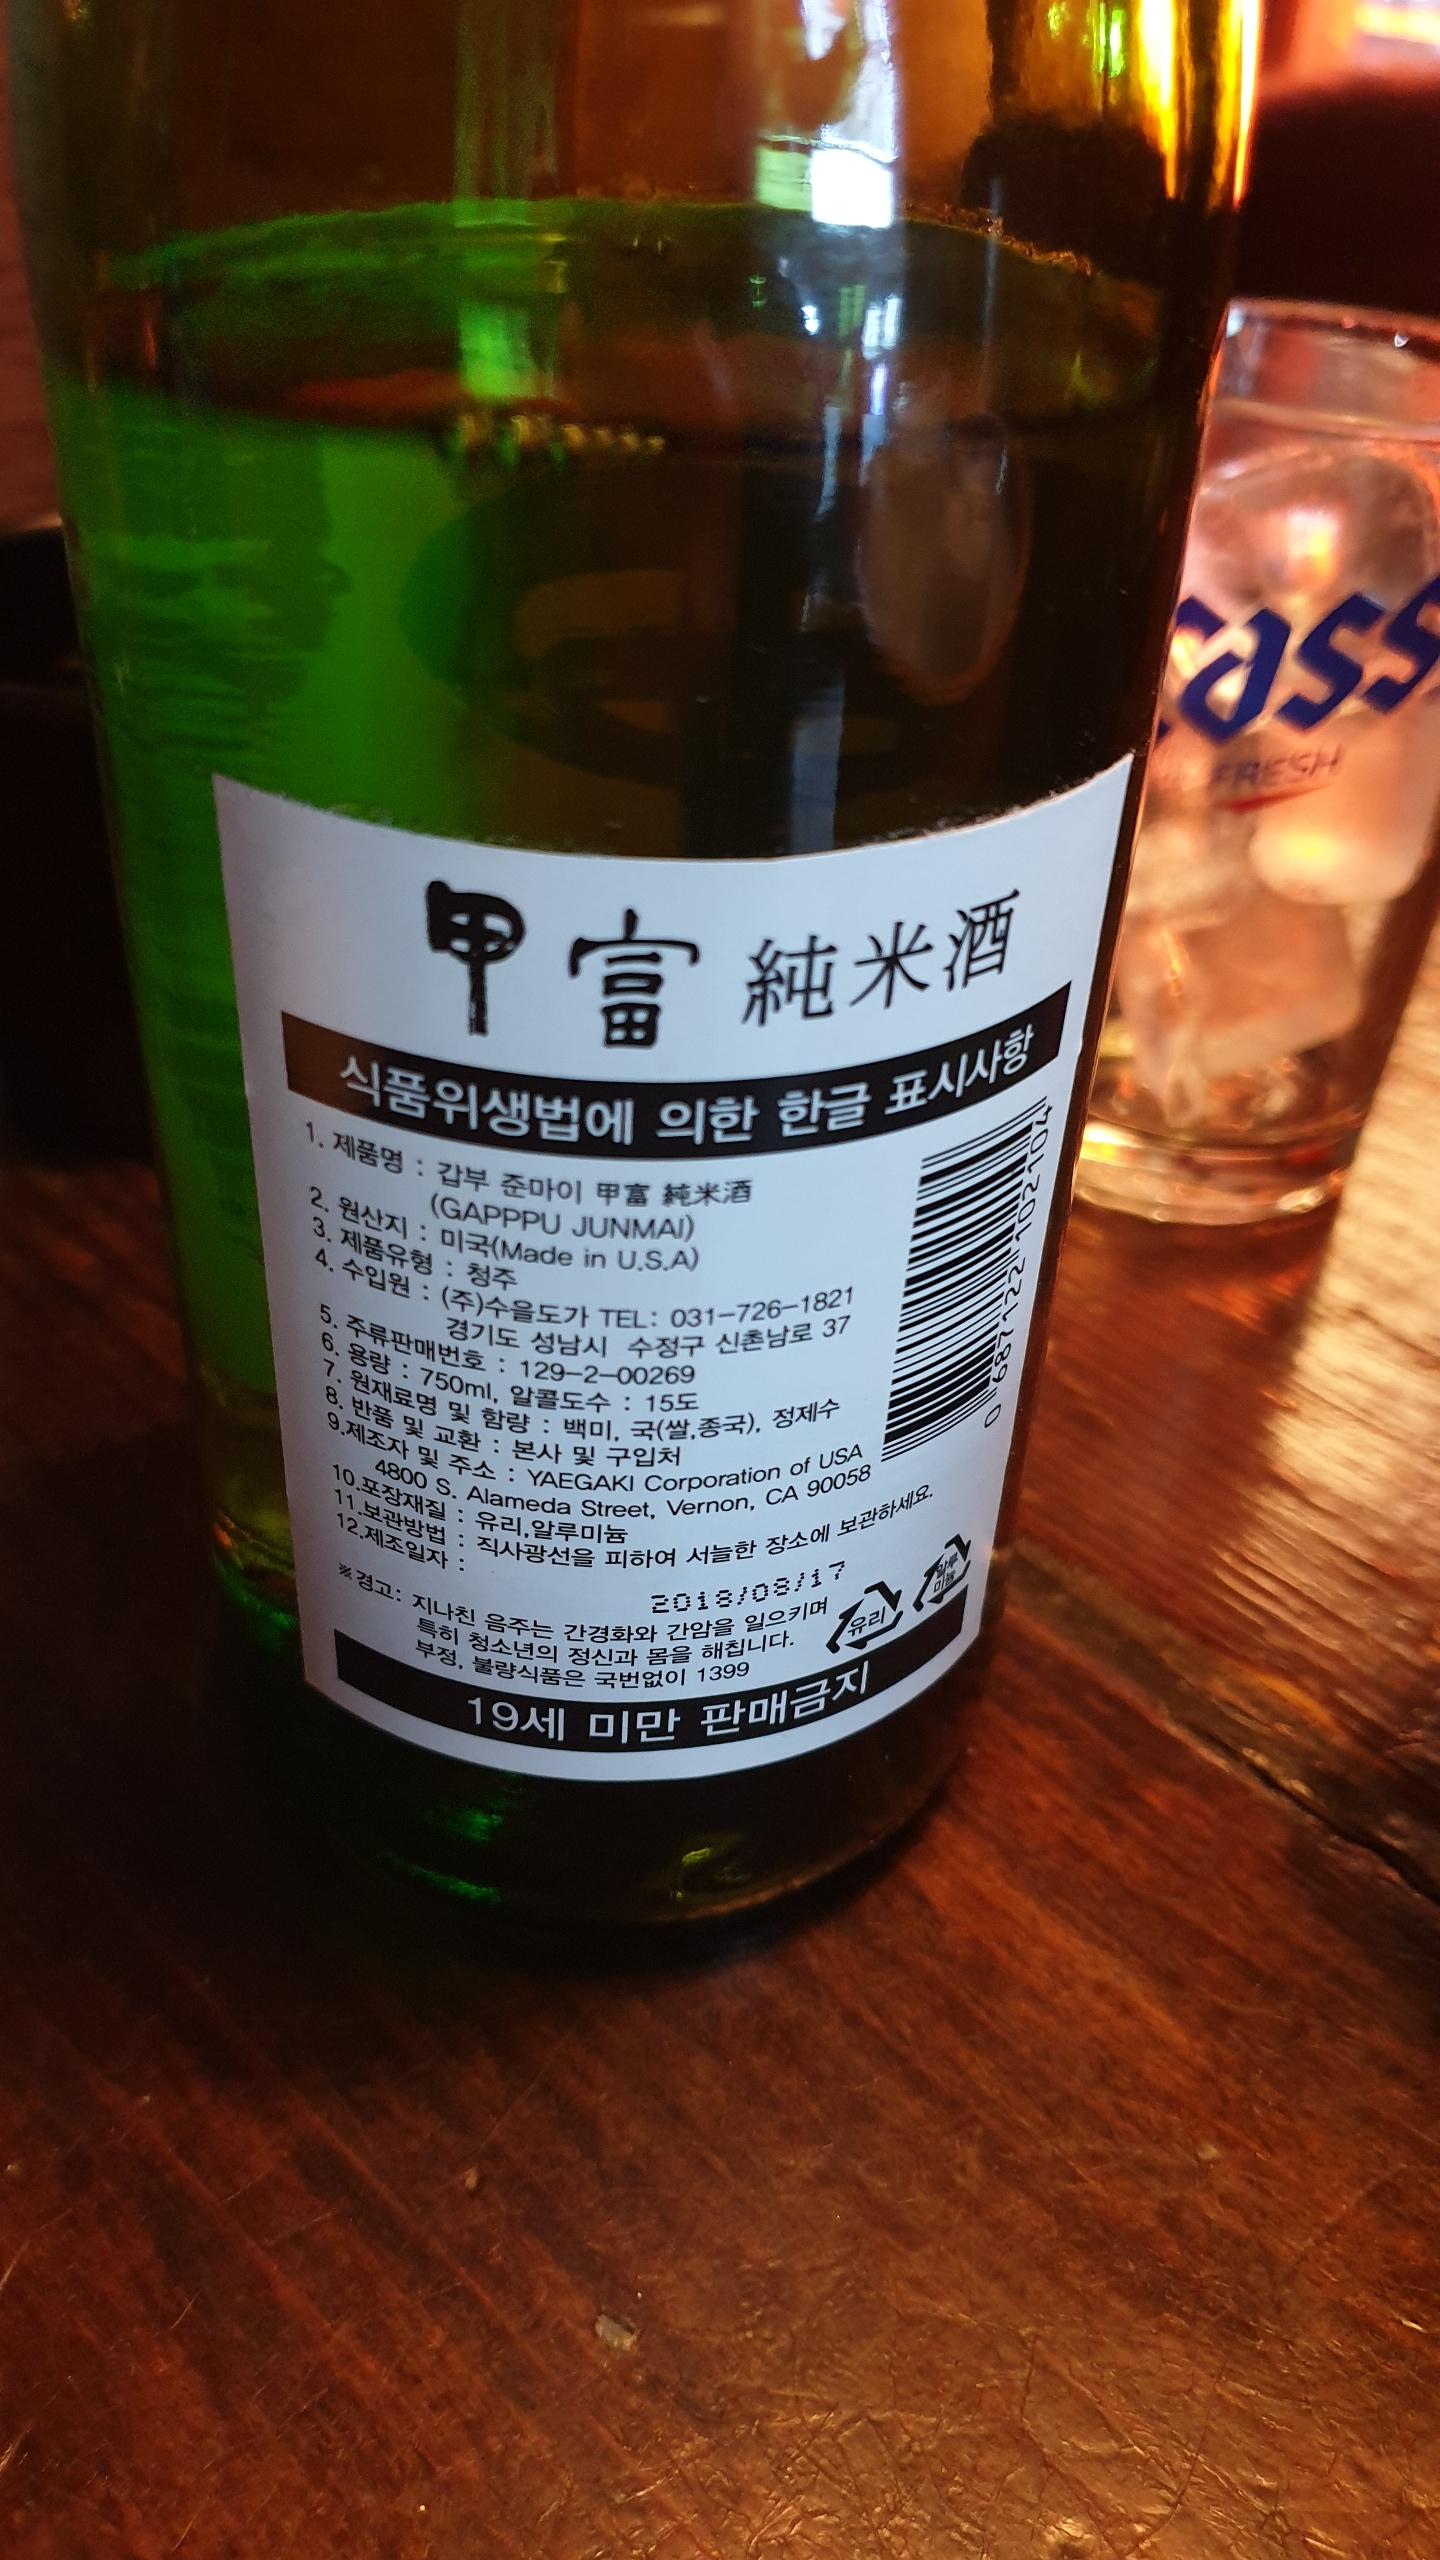 甲富 純米酒
식품위생법에 의한 한글 표시사항
1. 제품명 : 갑부 준마이 甲富 純米酒
(GAPPPU JUNMAI)
2. 원산지 : 미국(Made in U.S.A)
3. 제품유형 : 청주
4. 수입원 : (주)수을도가 TEL: 031-726-1821
경기도 성남시 수정구 신촌남로 37
5. 주류판매번호 : 129-2-00269
6. 용량 : 750ml, 알콜도수 : 15도
7. 원재료명 및 함량 : 백미, 국(쌀,종국), 정제수
8. 반품 및 교환 : 본사 및 구입처
9.제조자 및 주소 : YAEGAKI Corporation of USA
4800 S. Alameda Street, Vernon, CA 90058
10.포장재질 : 유리,알루미늄
11.보관방법 : 직사광선을 피하여 서늘한 장소에 보관하세요.
12.제조일자 :
2018/08/17
※경고: 지나친 음주는 간경화와 간암을 일으키며
특히 청소년의 정신과 몸을 해칩니다.
부정, 불량식품은 국번없이 1399
유리
알루
미늄
19세 미만 판매금지
0 687122 102104
cass
FRESH